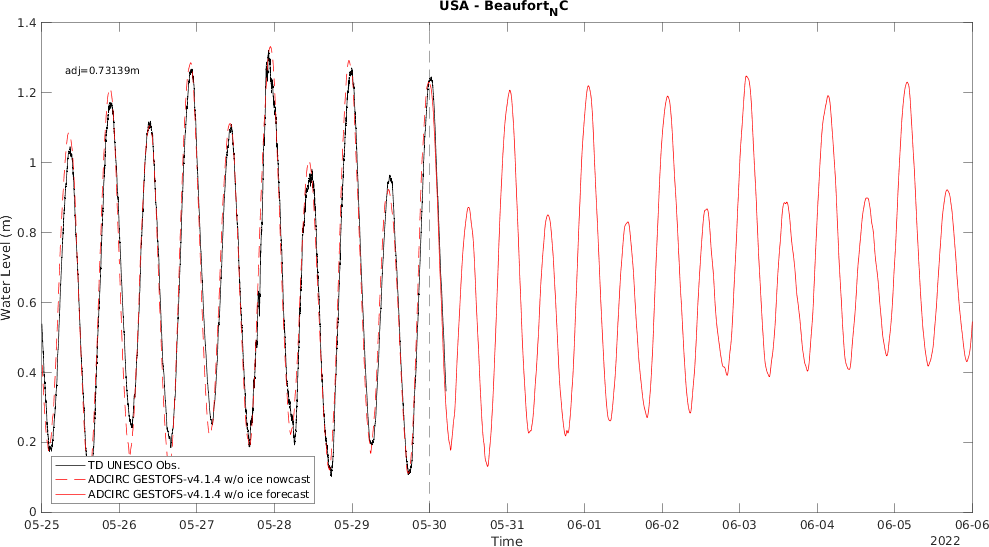 USA - Beaufort_NC
1.4
adj=0.73139m
1.2
1
0.8
Water Level (m)
0.6
0.4
0.2
0
TD UNESCO Obs.
ADCIRC GESTOFS-v4.1.4 w/o ice nowcast
ADCIRC GESTOFS-v4.1.4 w/o ice forecast
05-25 05-26 05-27 05-28 05-29 05-30 05-31 06-01 06-02 06-03 06-04 06-05 06-06
Time
2022